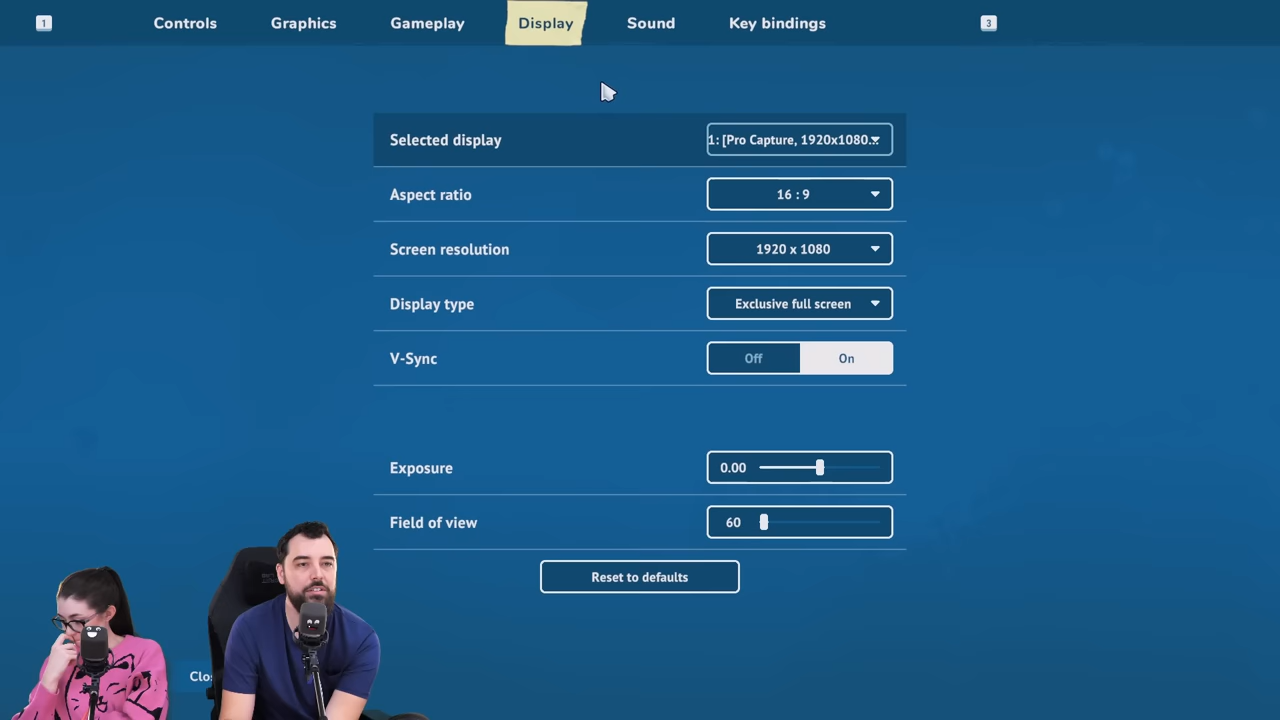 1
Controls
Graphics
Gameplay
Display
Sound
Key bindings
3
Selected display
1: [Pro Capture, 1920x1080...
Aspect ratio
16 : 9
Screen resolution
1920 x 1080
Display type
Exclusive full screen
V-Sync
Off
On
Exposure
0.00
Field of view
60
Reset to defaults